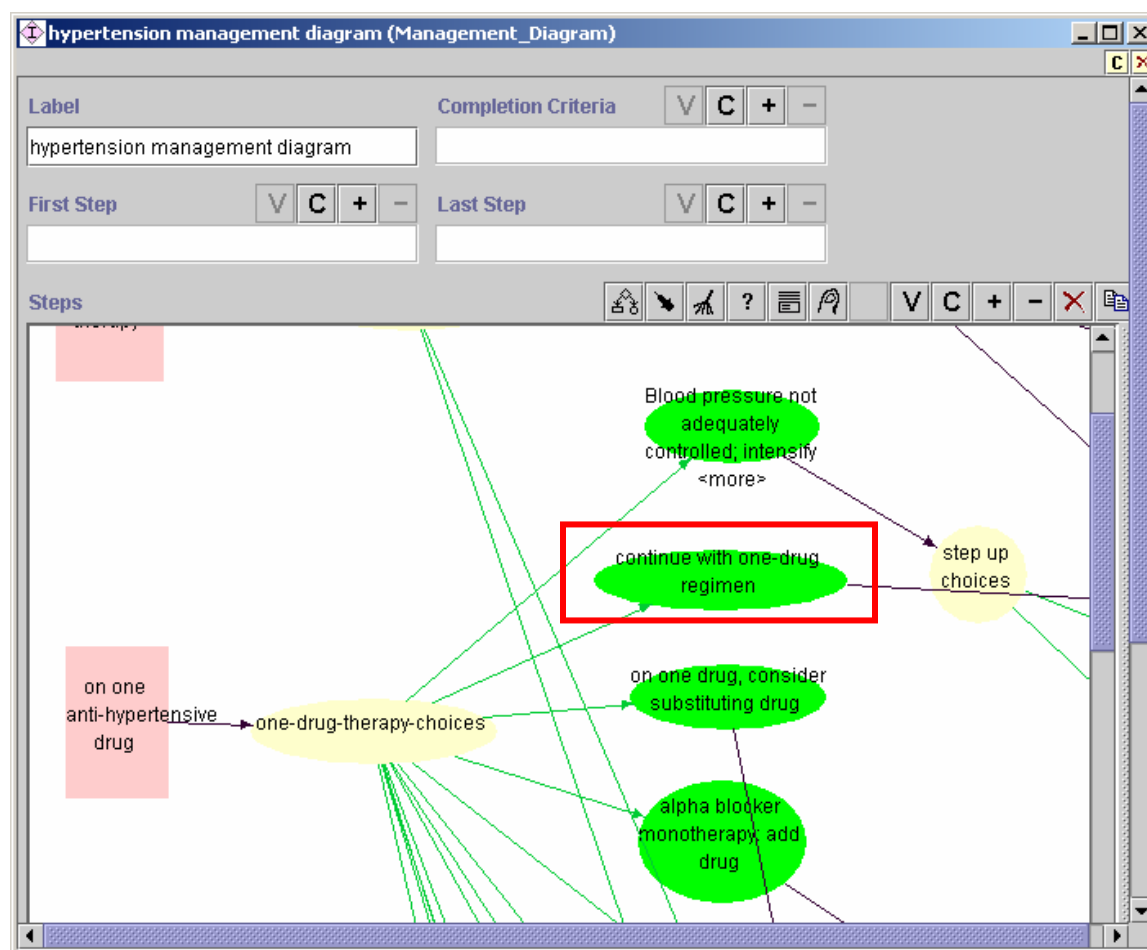 hypertension management diagram (Management_Diagram)
C
Label
Completion Criteria
V C + −
hypertension management diagram
First Step
V C + −
Last Step
V C + −
Steps
? V C + −
therapy
Blood pressure not
adequately
controlled; intensify
<more>
continue with one-drug
regimen
step up
choices
on one drug, consider
substituting drug
on one
anti-hypertensive
drug
one-drug-therapy-choices
alpha blocker
monotherapy: add
drug